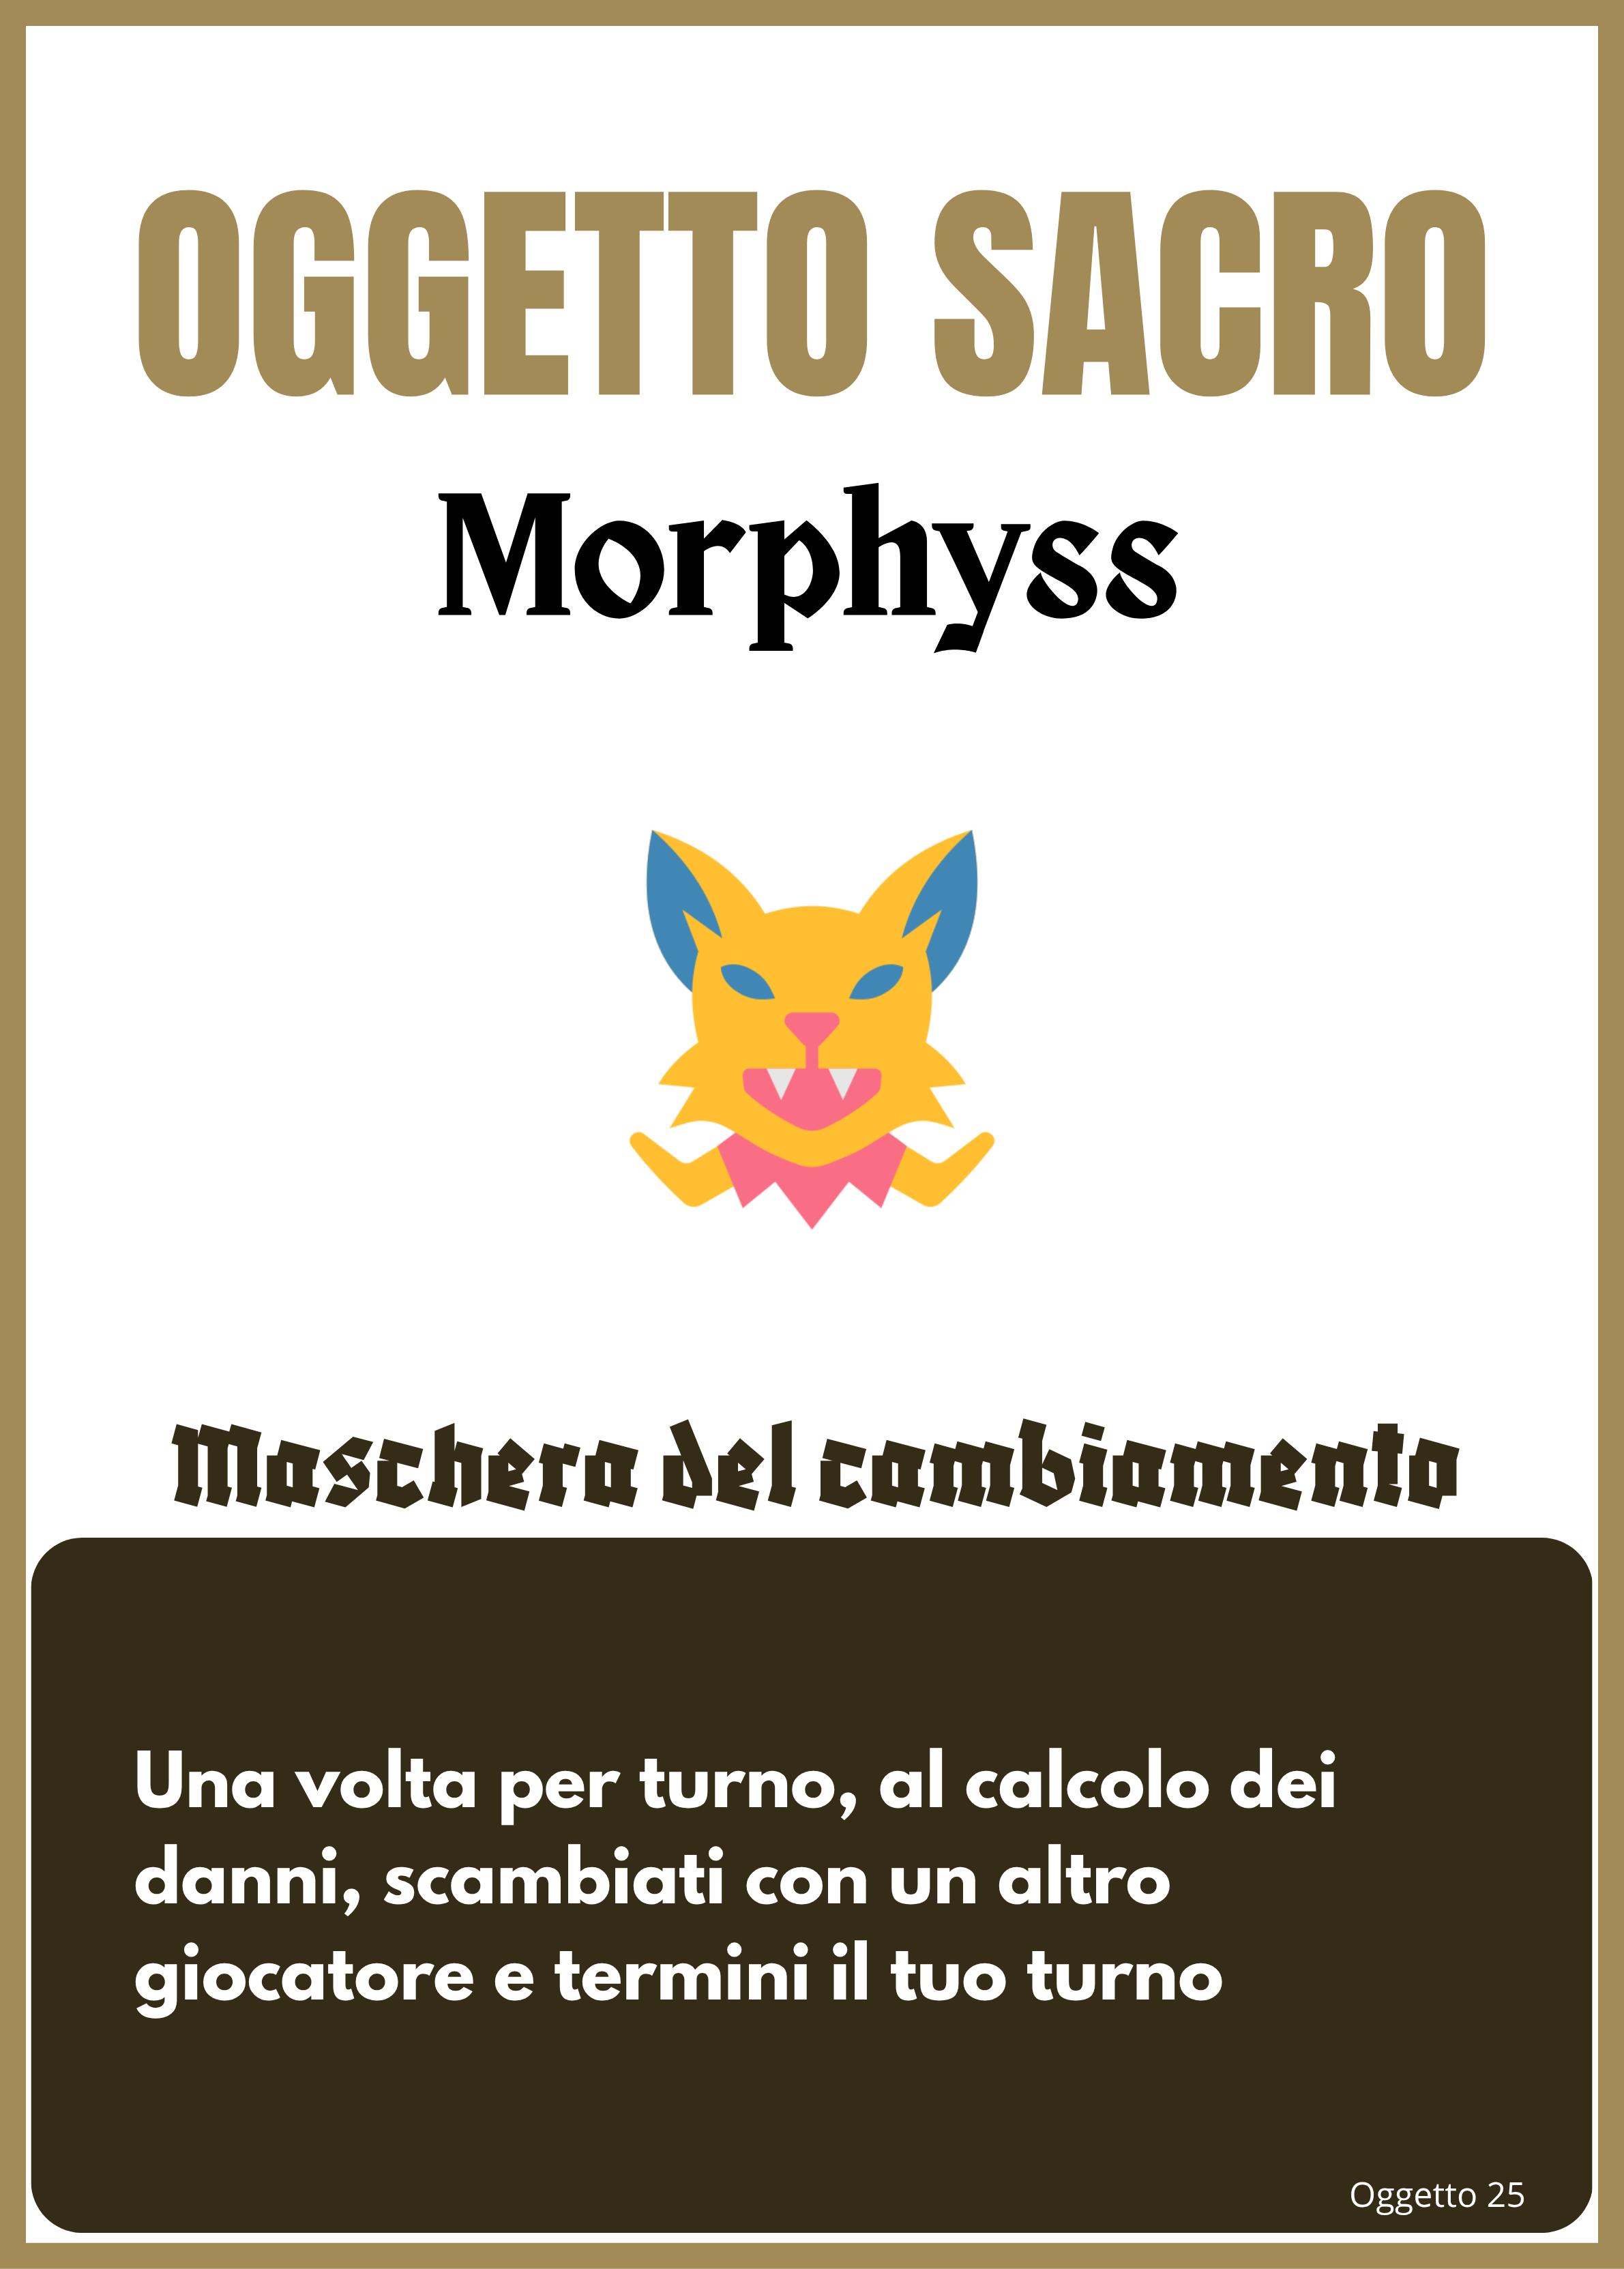 OGGETTO SACRO
Morphyss
Maschera del cambiamento
Una volta per turno, al calcolo dei
danni, scambiati con un altro
giocatore e termini il tuo turno
Oggetto 25